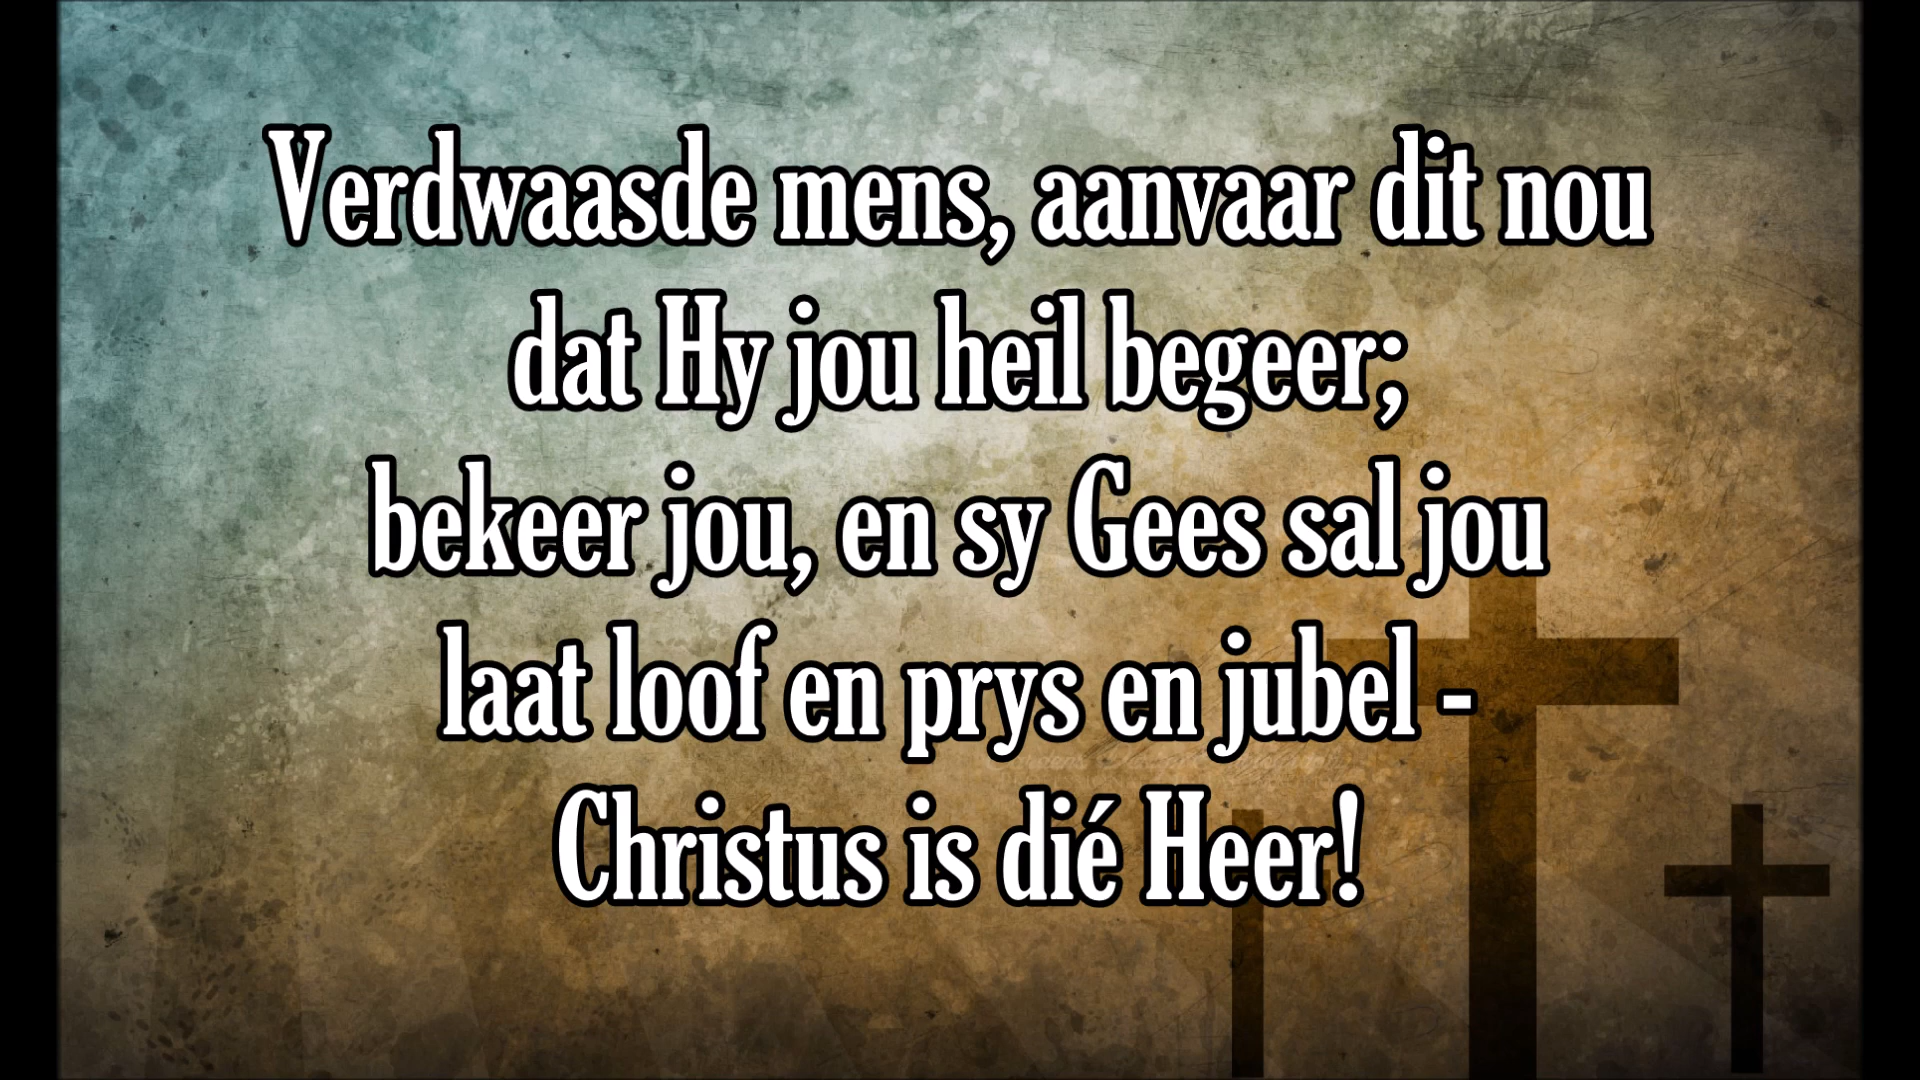 Verdwaasde mens, aanvaar dit nou
dat Hy jou heil begeer;
bekeer jou, en sy Gees sal jou
laat loof en prys en jubel -
Christus is dié Heer!